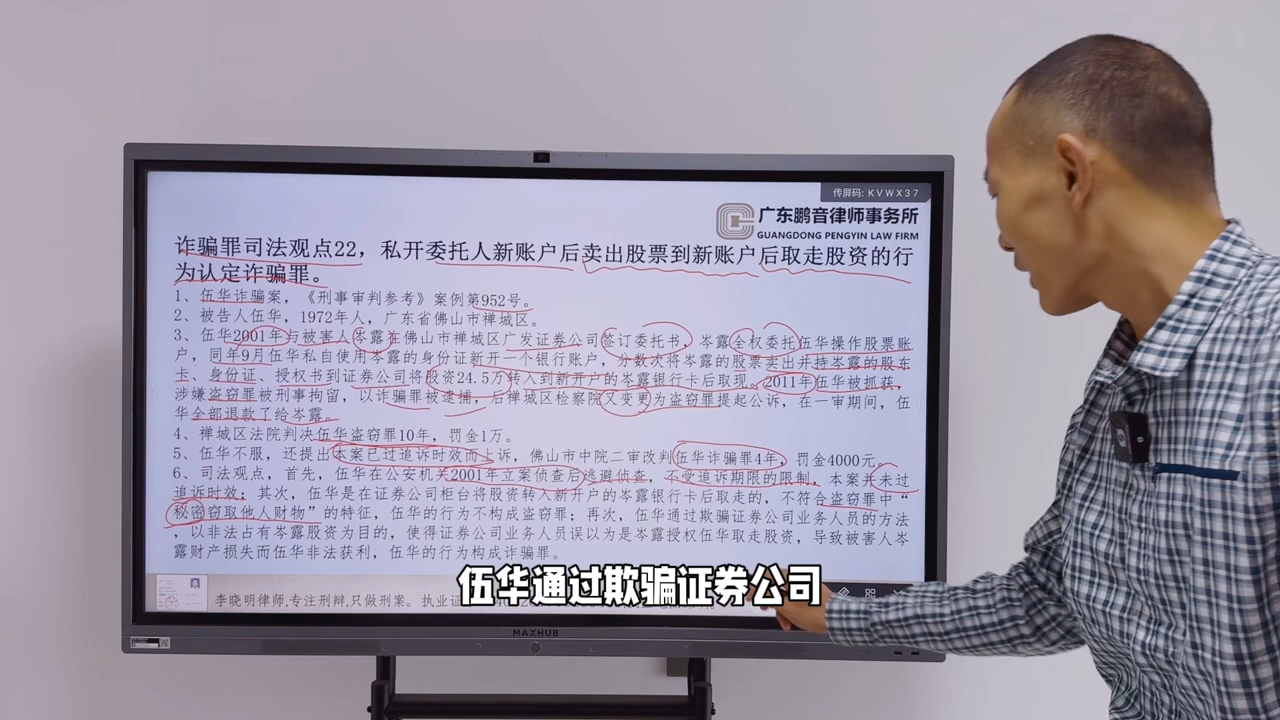 传屏码: KVWX37
广东鹏音律师事务所
GUANGDONG PENGYIN LAW FIRM
诈骗罪司法观点22，私开委托人新账户后卖出股票到新账户后取走股资的行
为认定诈骗罪。
1、伍华诈骗案，《刑事审判参考》案例第952号。
2、被告人伍华，1972年人，广东省佛山市禅城区。
3、伍华2001年与被害人岑露在佛山市禅城区广发证券公司签订委托书，岑露全权委托伍华操作股票账
户，同年9月伍华私自使用岑露的身份证新开一个银行账户，分数次将岑露的股票卖出并持岑露的股东
卡、身份证、授权书到证券公司将股资24.5万转入到新开户的岑露银行卡后取现。2011年伍华被抓获，
涉嫌盗窃罪被刑事拘留，以诈骗罪被逮捕，后禅城区检察院又变更为盗窃罪提起公诉，在一审期间，伍
华全部退款了给岑露。
4、禅城区法院判决伍华盗窃罪10年，罚金1万。
5、伍华不服，还提出本案已过追诉时效而上诉，佛山市中院二审改判伍华诈骗罪4年，罚金4000元。
6、司法观点，首先，伍华在公安机关2001年立案侦查后逃避侦查，不受追诉期限的限制，本案并未过
追诉时效；其次，伍华是在证券公司柜台将股资转入新开户的岑露银行卡后取走的，不符合盗窃罪中“
秘密窃取他人财物”的特征，伍华的行为不构成盗窃罪；再次，伍华通过欺骗证券公司业务人员的方法
，以非法占有岑露股资为目的，使得证券公司业务人员误以为是岑露授权伍华取走股资，导致被害人岑
露财产损失而伍华非法获利，伍华的行为构成诈骗罪。
伍华通过欺骗证券公司
李晓明律师,专注刑辩,只做刑案。执业证
MAXHUB